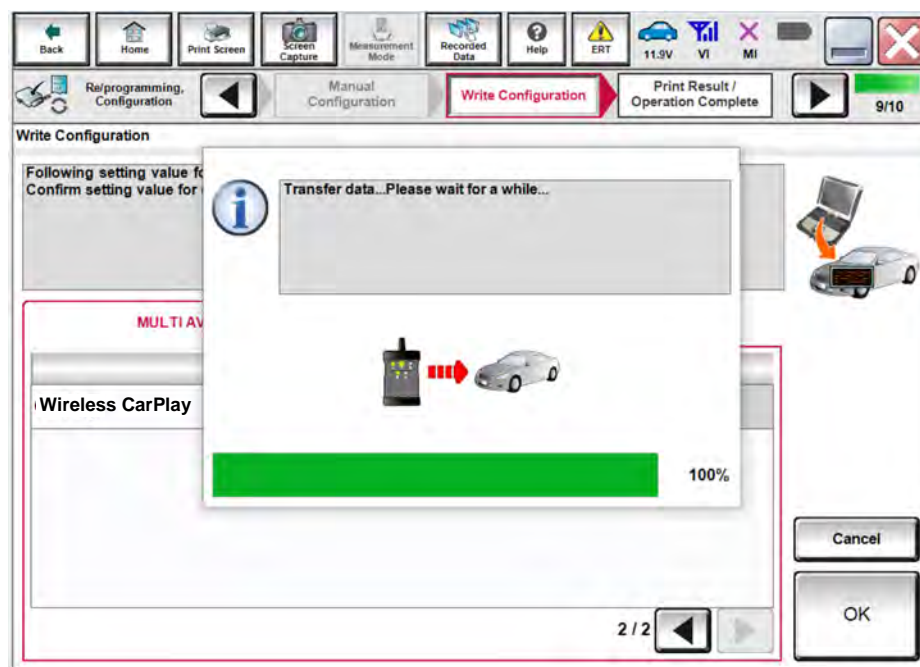 Back
Home
Print Screen
Screen
Capture
Measurement
Mode
Recorded
Data
Help
ERT
11.9V
VI
MI
Re/programming,
Configuration
Manual
Configuration
Write Configuration
Print Result /
Operation Complete
9/10
Write Configuration
Following setting value fo
Confirm setting value for
Transfer data...Please wait for a while...
MULTI AV
Wireless CarPlay
100%
Cancel
2 / 2
OK